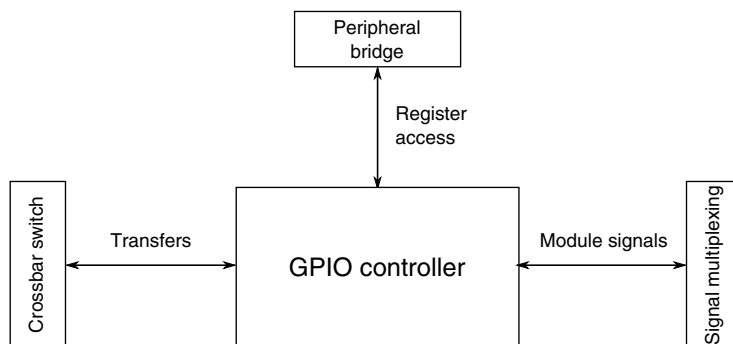 Peripheral
bridge
Register
access
Crossbar switch
Transfers
GPIO controller
Module signals
Signal multiplexing